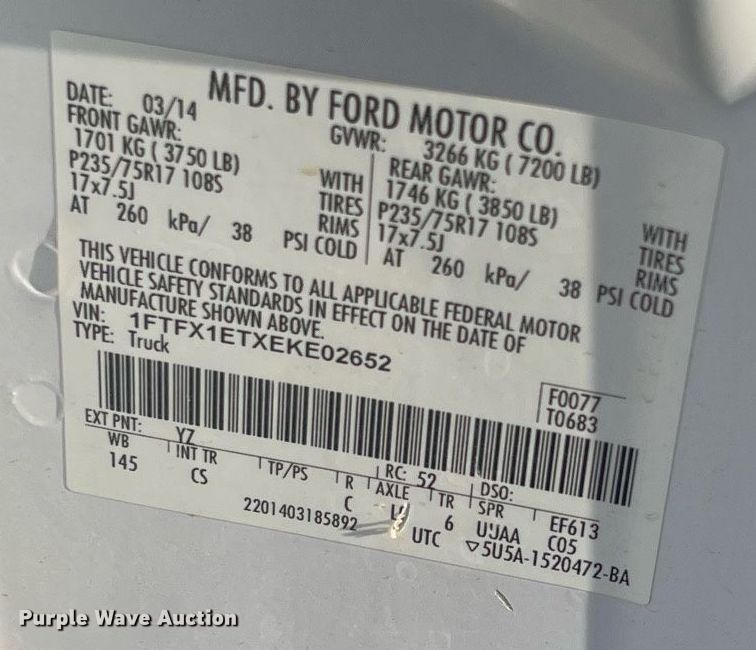 MFD. BY FORD MOTOR CO.
DATE: 03/14 GVWR: 3266 KG ( 7200 LB)
FRONT GAWR: REAR GAWR:
1701 KG ( 3750 LB) WITH 1746 KG ( 3850 LB) WITH
P235/75R17 108S TIRES P235/75R17 108S TIRES
17x7.5J RIMS 17x7.5J RIMS
AT 260 kPa/ 38 PSI COLD AT 260 kPa/ 38 PSI COLD
THIS VEHICLE CONFORMS TO ALL APPLICABLE FEDERAL MOTOR
VEHICLE SAFETY STANDARDS IN EFFECT ON THE DATE OF
MANUFACTURE SHOWN ABOVE.
VIN: 1FTFX1ETXEKE02652
TYPE: Truck
F0077
T0683
EXT PNT: YZ RC: 52 DSO:
WB INT TR TP/PS R AXLE TR SPR EF613
145 CS C 6 UUAA C05
2201403185892 UTC ▽5U5A-1520472-BA
Purple Wave Auction